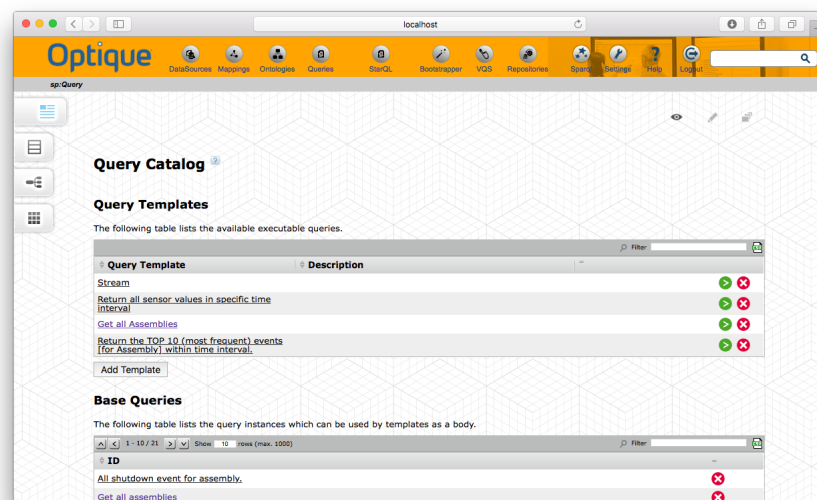 localhost
Optique
DataSources Mappings Ontologies Queries StarQL Bootstrapper VQS Repositories Sparql Settings Help Logout
sp:Query
Query Catalog
Query Templates
The following table lists the available executable queries.
Filter
Query Template Description
Stream
Return all sensor values in specific time
interval
Get all Assemblies
Return the TOP 10 (most frequent) events
[for Assembly] within time interval.
Add Template
Base Queries
The following table lists the query instances which can be used by templates as a body.
1 - 10 / 21 Show 10 rows (max. 1000) Filter
ID
All shutdown event for assembly.
Get all assemblies